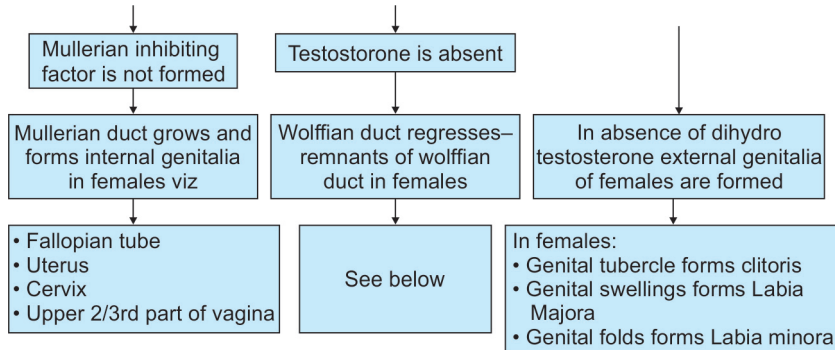 Mullerian inhibiting
factor is not formed
Testostorone is absent
Mullerian duct grows and
forms internal genitalia
in females viz
Wolffian duct regresses–
remnants of wolffian
duct in females
In absence of dihydro
testosterone external genitalia
of females are formed
• Fallopian tube
• Uterus
• Cervix
• Upper 2/3rd part of vagina
See below
In females:
• Genital tubercle forms clitoris
• Genital swellings forms Labia
Majora
• Genital folds forms Labia minora